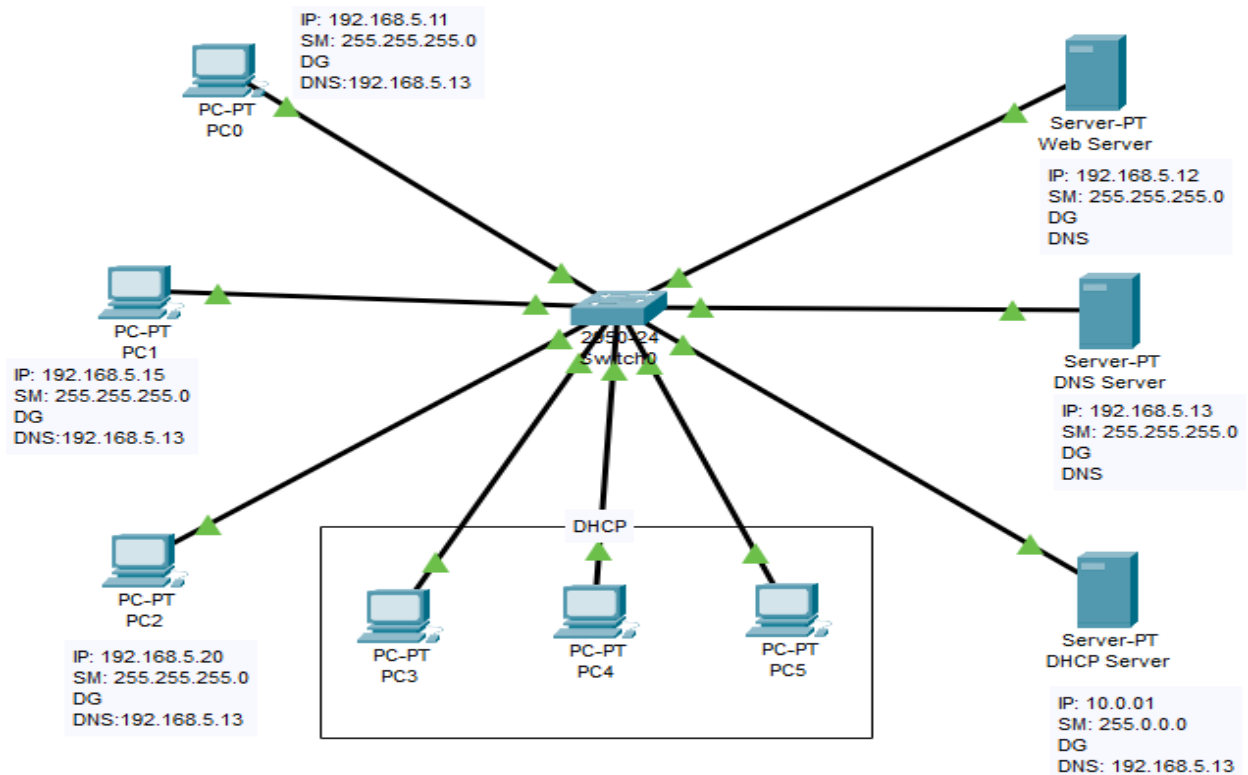 IP: 192.168.5.11
SM: 255.255.255.0
DG
DNS:192.168.5.13
PC-PT
PC0
Server-PT
Web Server
IP: 192.168.5.12
SM: 255.255.255.0
DG
DNS
PC-PT
PC1
IP: 192.168.5.15
SM: 255.255.255.0
DG
DNS:192.168.5.13
2950-24
Switch0
Server-PT
DNS Server
IP: 192.168.5.13
SM: 255.255.255.0
DG
DNS
PC-PT
PC2
IP: 192.168.5.20
SM: 255.255.255.0
DG
DNS:192.168.5.13
DHCP
PC-PT
PC3
PC-PT
PC4
PC-PT
PC5
Server-PT
DHCP Server
IP: 10.0.01
SM: 255.0.0.0
DG
DNS: 192.168.5.13